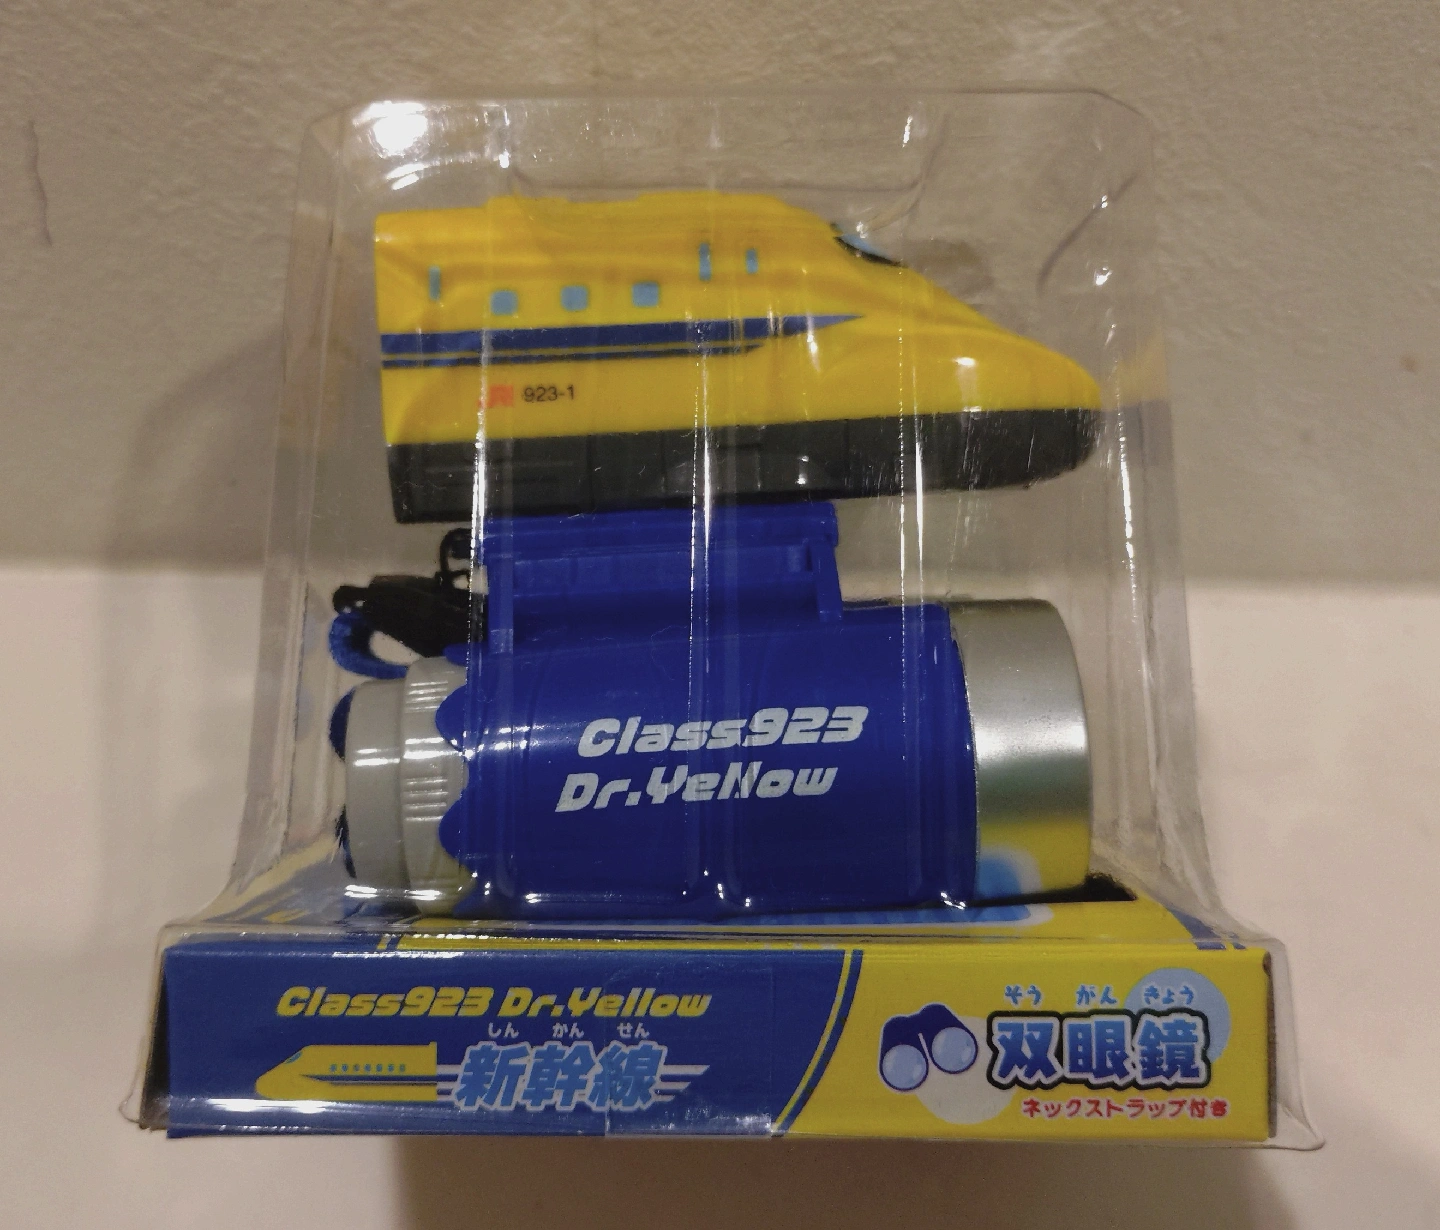 JR 923-1
Class923
Dr.Yellow
Class923 Dr.Yellow
しん かん せん
新幹線
そう がん きょう
双眼鏡
ネックストラップ付き